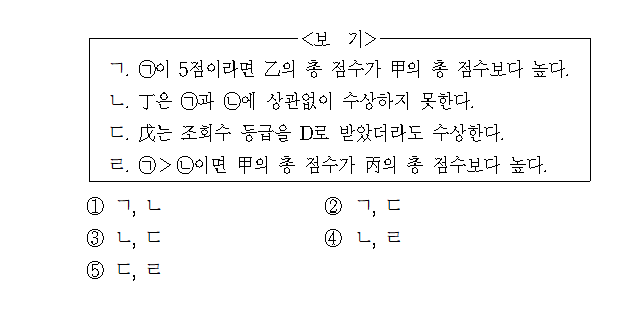 <보 기>
ㄱ. ㉠이 5점이라면 乙의 총 점수가 甲의 총 점수보다 높다.
ㄴ. 丁은 ㉠과 ㉡에 상관없이 수상하지 못한다.
ㄷ. 戊는 조회수 등급을 D로 받았더라도 수상한다.
ㄹ. ㉠>㉡이면 甲의 총 점수가 丙의 총 점수보다 높다.
① ㄱ, ㄴ ② ㄱ, ㄷ
③ ㄴ, ㄷ ④ ㄴ, ㄹ
⑤ ㄷ, ㄹ